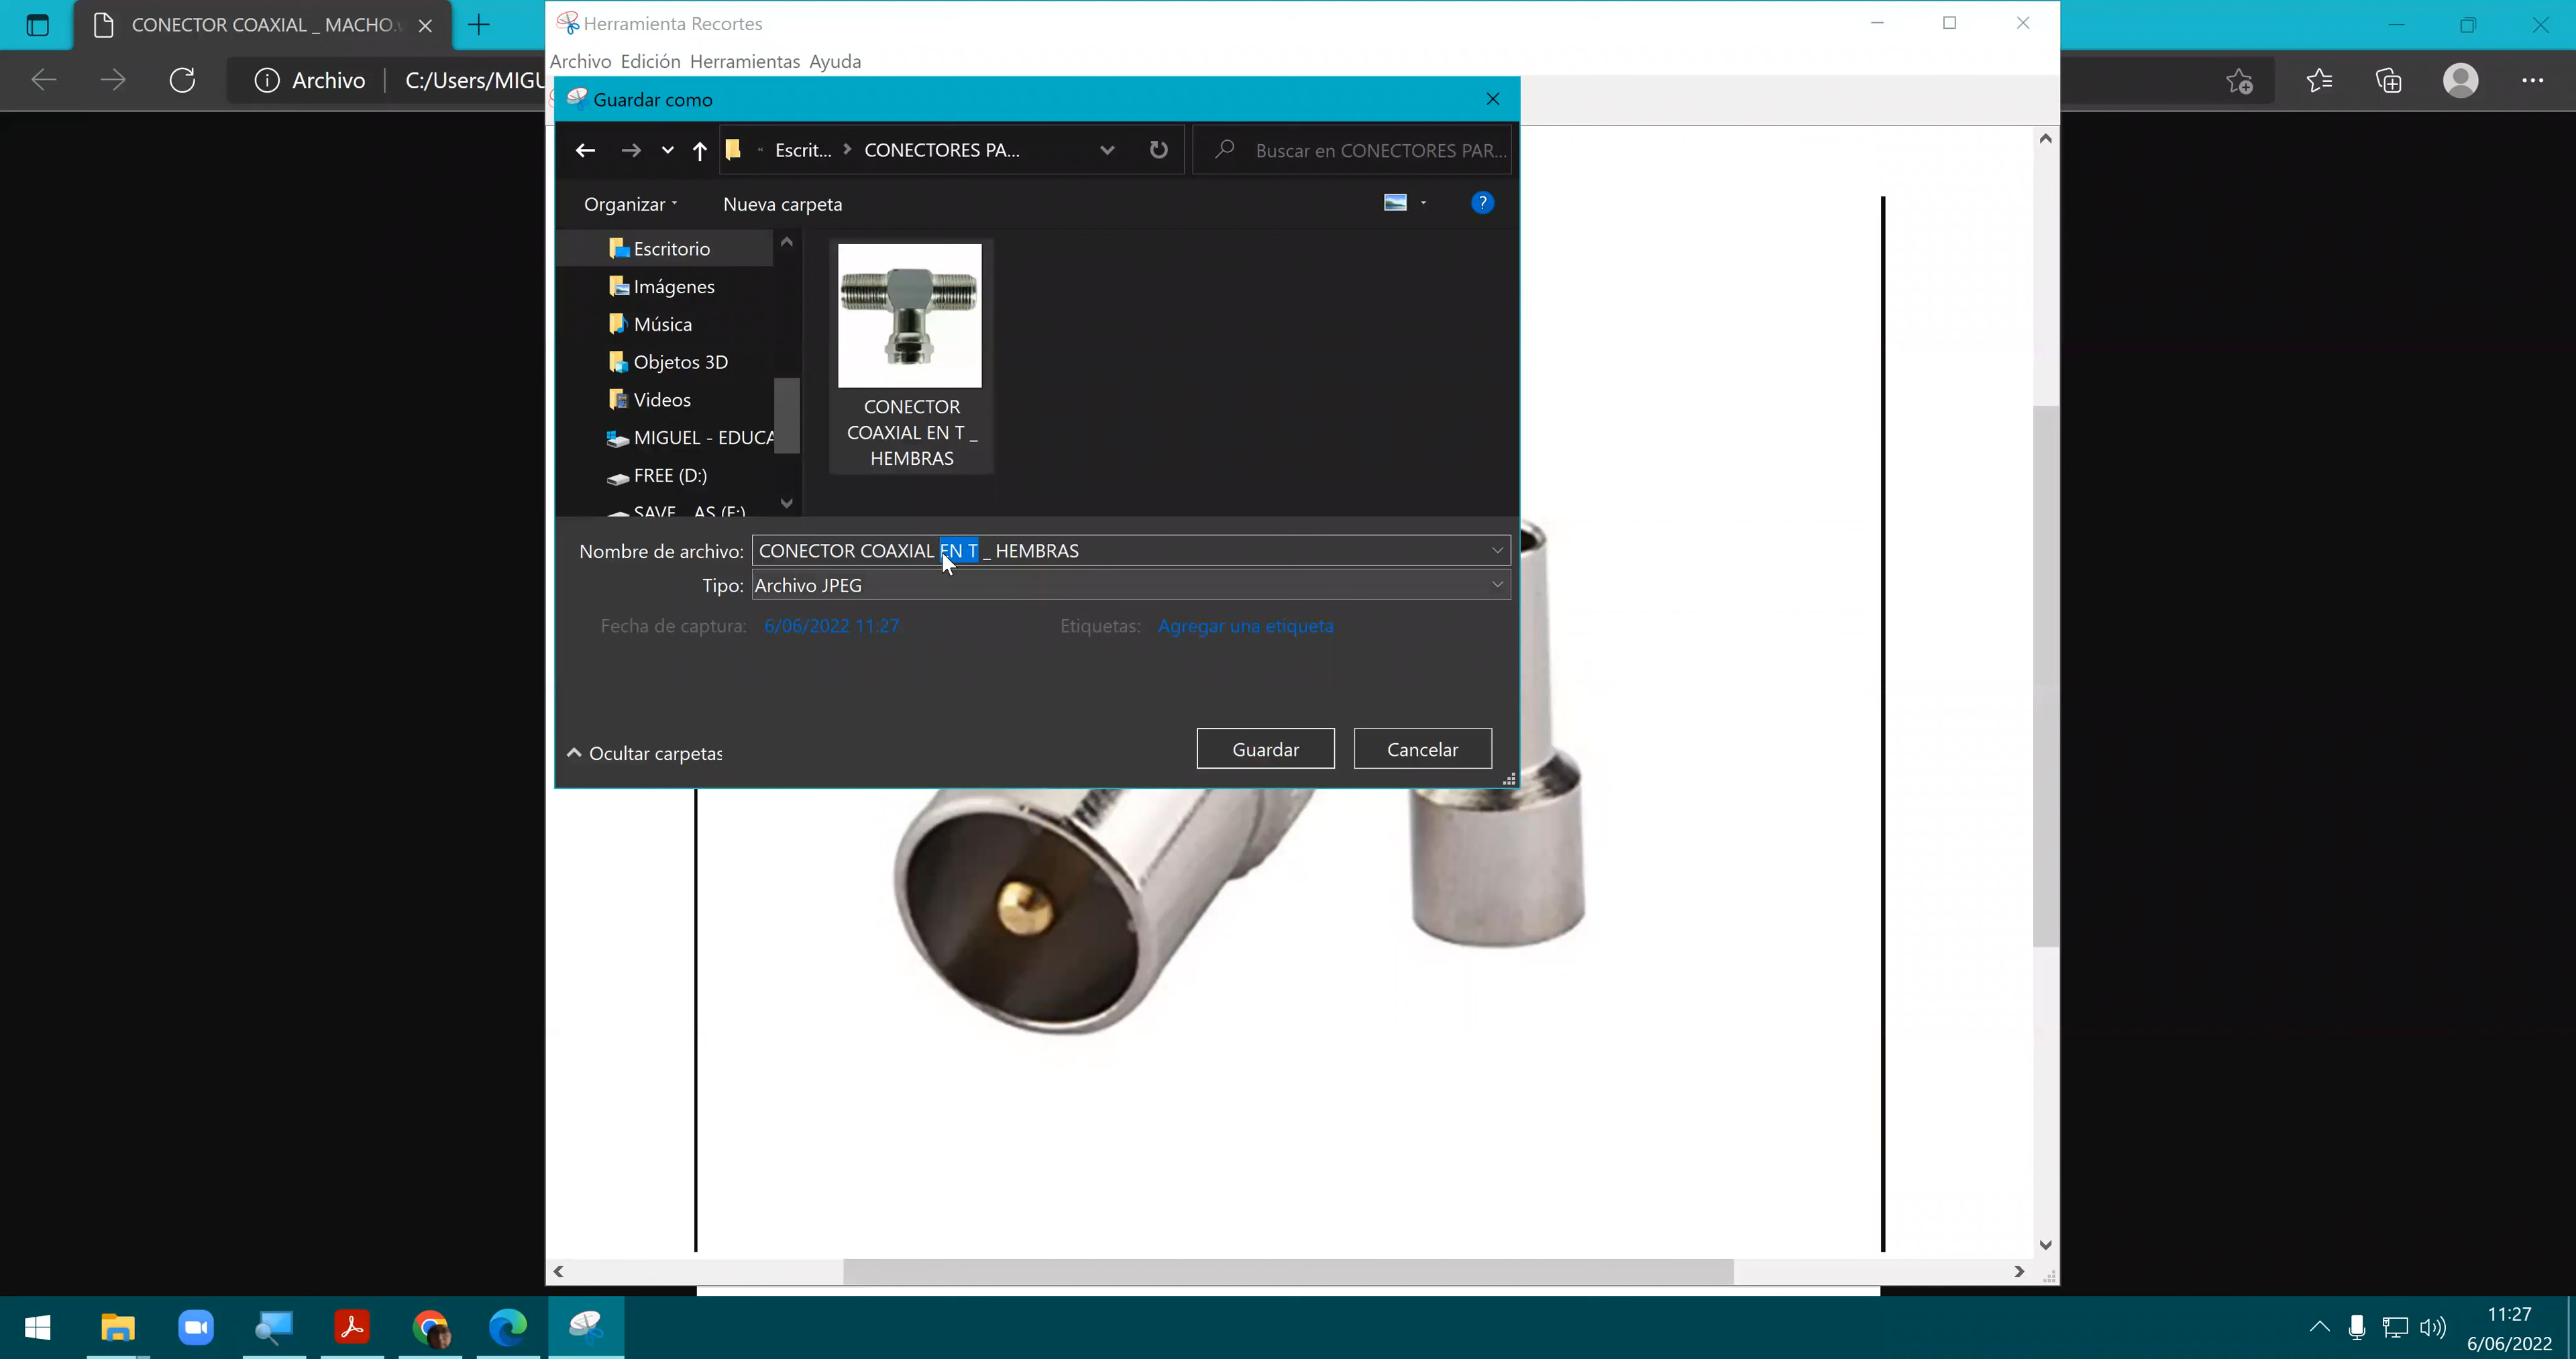 CONECTOR COAXIAL _ MACHO.
Archivo
C:/Users/MIGU
Herramienta Recortes
Archivo Edición Herramientas Ayuda
Guardar como
Escrit... CONECTORES PA...
Buscar en CONECTORES PAR...
Organizar
Nueva carpeta
Escritorio
Imágenes
Música
Objetos 3D
Videos
MIGUEL - EDUCA
FREE (D:)
CONECTOR
COAXIAL EN T _
HEMBRAS
Nombre de archivo: CONECTOR COAXIAL EN T _ HEMBRAS
Tipo: Archivo JPEG
Fecha de captura: 6/06/2022 11:27
Etiquetas: Agregar una etiqueta
Ocultar carpetas
Guardar
Cancelar
11:27
6/06/2022